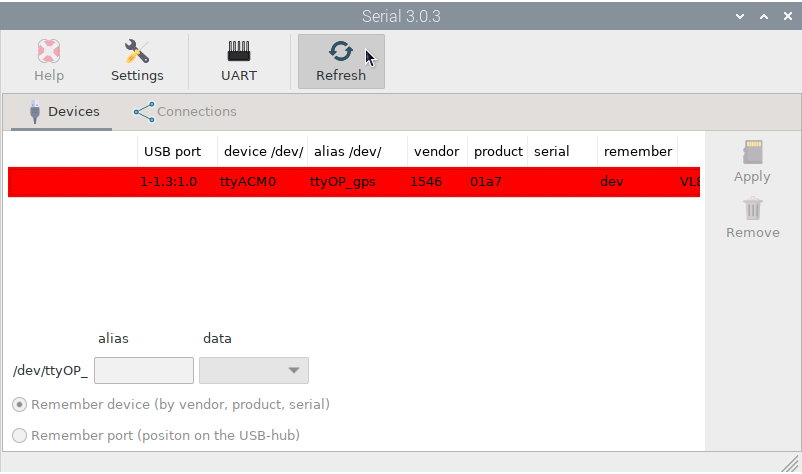 Serial 3.0.3
Help Settings UART Refresh
Devices Connections
USB port device /dev/ alias /dev/ vendor product serial remember
1-1.3:1.0 ttyACM0 ttyOP_gps 1546 01a7 dev
Apply
Remove
alias data
/dev/ttyOP_
Remember device (by vendor, product, serial)
Remember port (positon on the USB-hub)